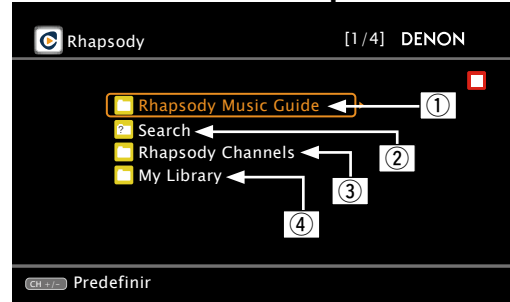 Rhapsody [1/4] DENON
Rhapsody Music Guide ①
? Search ②
Rhapsody Channels ③
My Library ④
CH +/- Predefinir